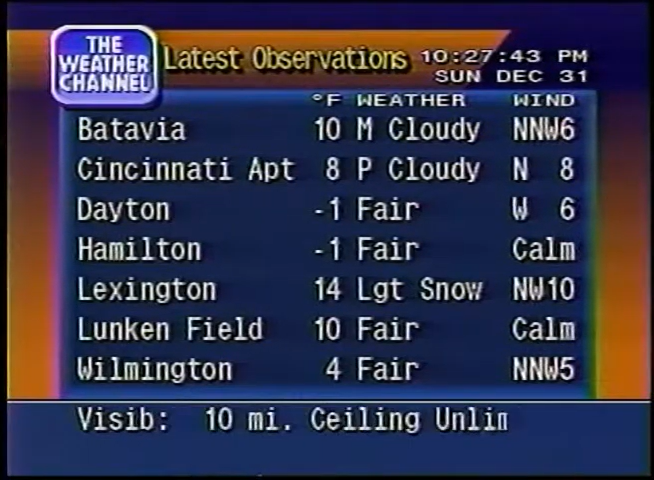 THE
WEATHER
CHANNEL
Latest Observations 10:27:43 PM
SUN DEC 31
°F WEATHER WIND
Batavia 10 M Cloudy NNW6
Cincinnati Apt 8 P Cloudy N 8
Dayton -1 Fair W 6
Hamilton -1 Fair Calm
Lexington 14 Lgt Snow NW10
Lunken Field 10 Fair Calm
Wilmington 4 Fair NNW5
Visib: 10 mi. Ceiling Unlin